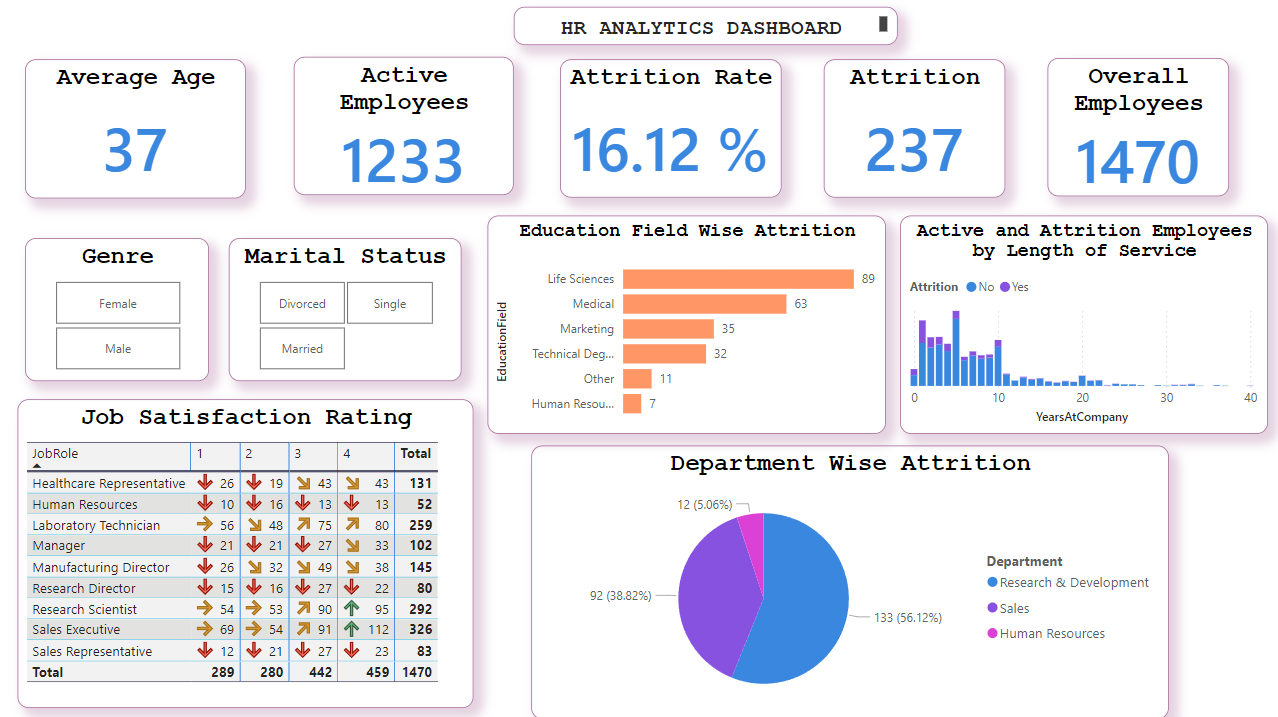 HR ANALYTICS DASHBOARD
Average Age
37
Active
Employees
1233
Attrition Rate
16.12 %
Attrition
237
Overall
Employees
1470
Genre
Female
Male
Marital Status
Divorced Single
Married
Education Field Wise Attrition
EducationField
Life Sciences 89
Medical 63
Marketing 35
Technical Deg... 32
Other 11
Human Resou... 7
Active and Attrition Employees
by Length of Service
Attrition No Yes
0 10 20 30 40
YearsAtCompany
Job Satisfaction Rating
JobRole 1 2 3 4 Total
Healthcare Representative 26 19 43 43 131
Human Resources 10 16 13 13 52
Laboratory Technician 56 48 75 80 259
Manager 21 21 27 33 102
Manufacturing Director 26 32 49 38 145
Research Director 15 16 27 22 80
Research Scientist 54 53 90 95 292
Sales Executive 69 54 91 112 326
Sales Representative 12 21 27 23 83
Total 289 280 442 459 1470
Department Wise Attrition
12 (5.06%)
92 (38.82%)
133 (56.12%)
Department
Research & Development
Sales
Human Resources